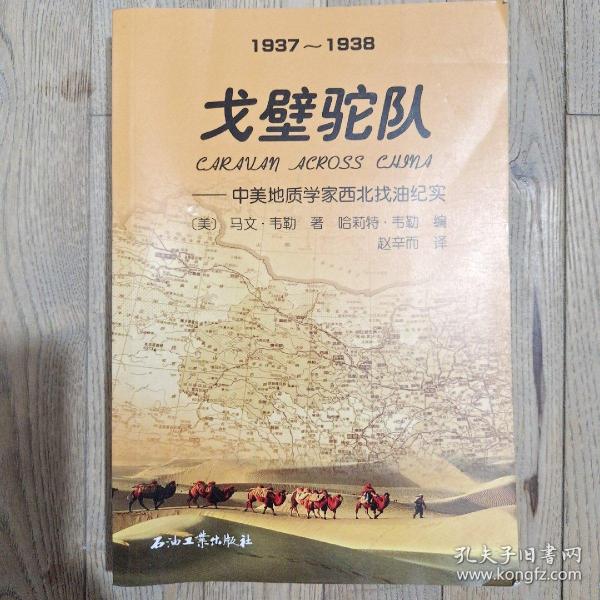 1937～1938
戈壁驼队
CARAVAN ACROSS CHINA
——中美地质学家西北找油纪实
〔美〕马文·韦勒 著 哈莉特·韦勒 编
赵辛而 译
石油工业出版社
孔夫子旧书网
www.kongfz.com